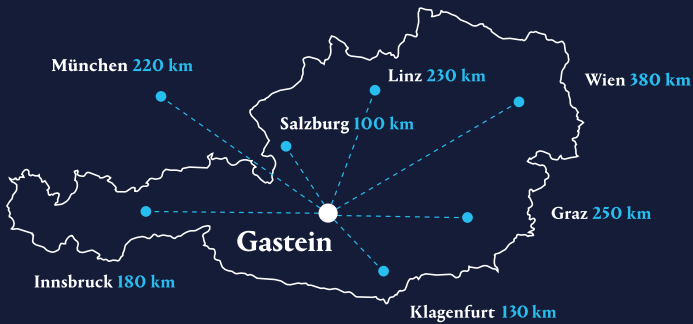 München 220 km
Linz 230 km
Wien 380 km
Salzburg 100 km
Graz 250 km
Gastein
Innsbruck 180 km
Klagenfurt 130 km